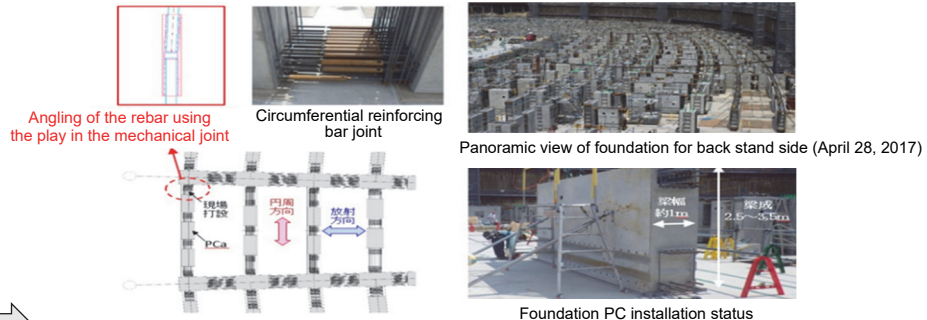 Angling of the rebar using
the play in the mechanical joint
Circumferential reinforcing
bar joint
Panoramic view of foundation for back stand side (April 28, 2017)
現場
打設
PCa
円周
方向
放射
方向
梁幅
約1m
梁成
2.5～3.5m
Foundation PC installation status